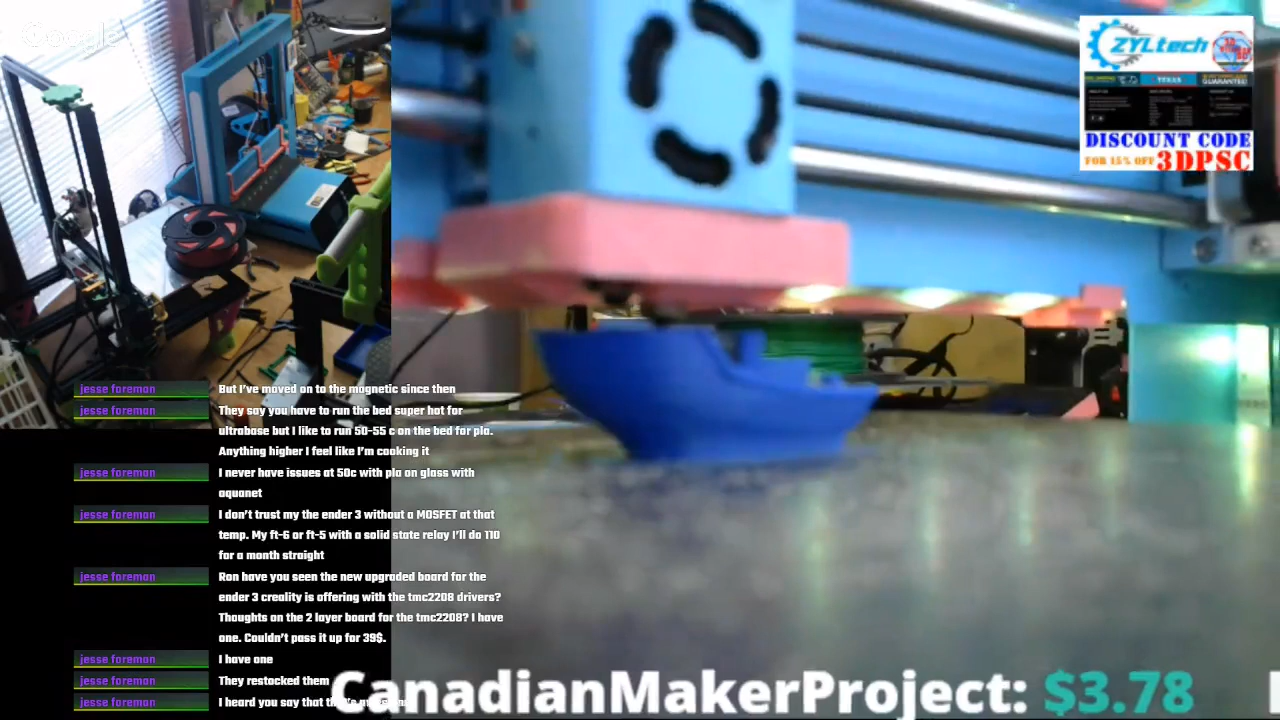 Google
ZYLtech
TEXAS
GUARANTEE
DISCOUNT CODE
FOR 15% OFF 3DPSC
jesse foreman But I've moved on to the magnetic since then
jesse foreman They say you have to run the bed super hot for
ultrabase but I like to run 50-55 c on the bed for pla.
Anything higher I feel like I'm cooking it
jesse foreman I never have issues at 50c with pla on glass with
aquanet
jesse foreman I don't trust my the ender 3 without a MOSFET at that
temp. My ft-6 or ft-5 with a solid state relay I'll do 110
for a month straight
jesse foreman Ron have you seen the new upgraded board for the
ender 3 creality is offering with the tmc2208 drivers?
Thoughts on the 2 layer board for the tmc2208? I have
one. Couldn't pass it up for 39$.
jesse foreman I have one
jesse foreman They restocked them
jesse foreman I heard you say that
CanadianMakerProject: $3.78